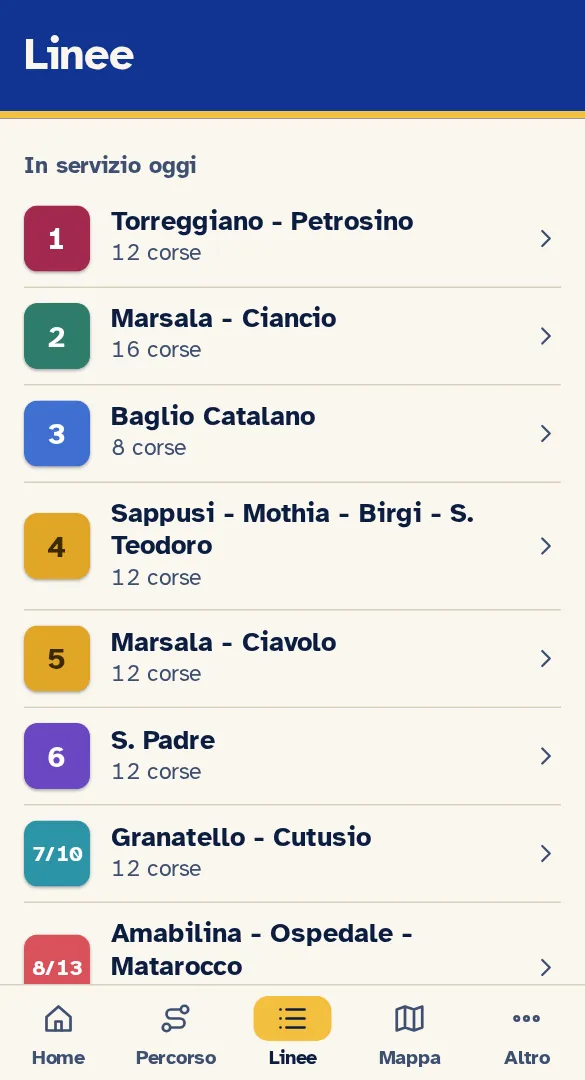 Linee
In servizio oggi
1
Torreggiano - Petrosino
12 corse
2
Marsala - Ciancio
16 corse
3
Baglio Catalano
8 corse
4
Sappusi - Mothia - Birgi - S.
Teodoro
12 corse
5
Marsala - Ciavolo
12 corse
6
S. Padre
12 corse
7/10
Granatello - Cutusio
12 corse
8/13
Amabilina - Ospedale -
Matarocco
Home
Percorso
Linee
Mappa
Altro